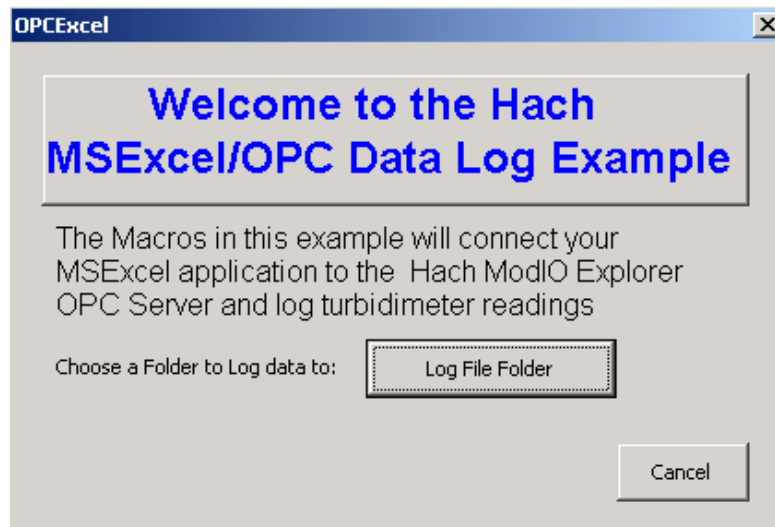 OPCExcel
Welcome to the Hach
MSExcel/OPC Data Log Example
The Macros in this example will connect your
MSExcel application to the  Hach ModIO Explorer
OPC Server and log turbidimeter readings
Choose a Folder to Log data to:
Log File Folder
Cancel